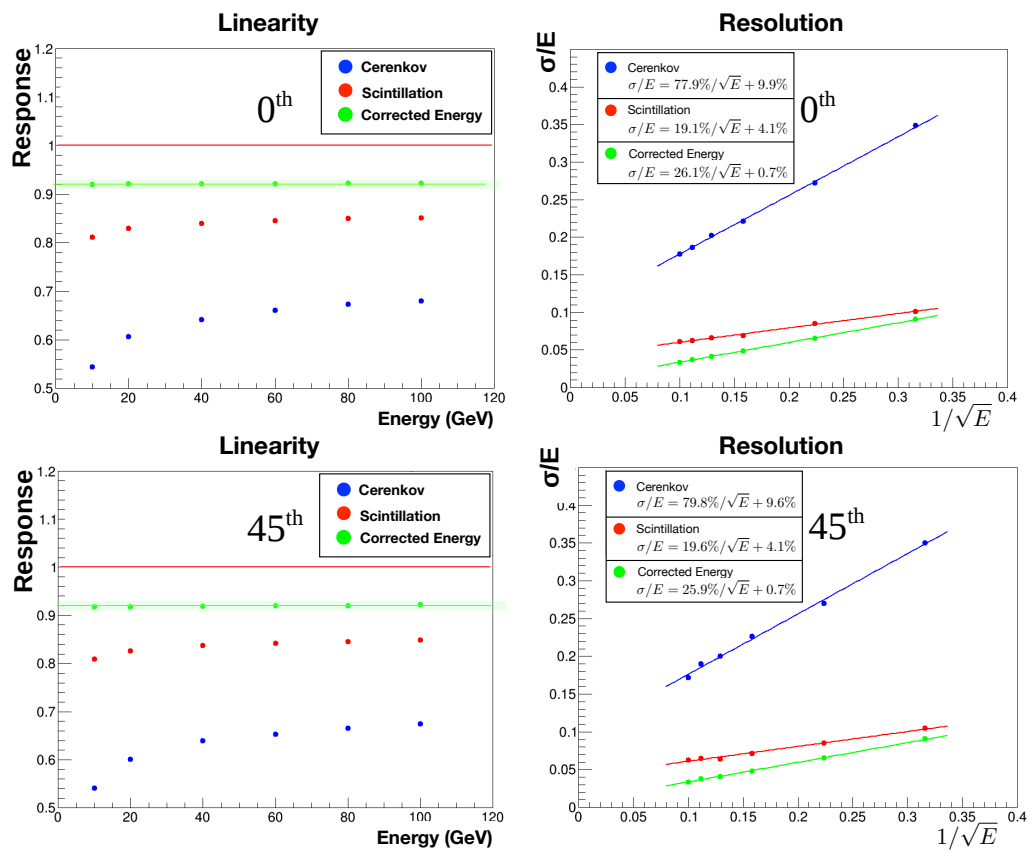 Linearity
Response
1.2
1.1
1
0.9
0.8
0.7
0.6
0.5
0 20 40 60 80 100 120
Energy (GeV)
Cerenkov
Scintillation
Corrected Energy
0th
Resolution
σ/E
0.4
0.35
0.3
0.25
0.2
0.15
0.1
0.05
0
0 0.05 0.1 0.15 0.2 0.25 0.3 0.35 0.4
1/√E
Cerenkov
σ/E = 77.9%/√E + 9.9%
Scintillation
σ/E = 19.1%/√E + 4.1%
Corrected Energy
σ/E = 26.1%/√E + 0.7%
0th
Linearity
Response
1.2
1.1
1
0.9
0.8
0.7
0.6
0.5
0 20 40 60 80 100 120
Energy (GeV)
Cerenkov
Scintillation
Corrected Energy
45th
Resolution
σ/E
0.4
0.35
0.3
0.25
0.2
0.15
0.1
0.05
0
0 0.05 0.1 0.15 0.2 0.25 0.3 0.35 0.4
1/√E
Cerenkov
σ/E = 79.8%/√E + 9.6%
Scintillation
σ/E = 19.6%/√E + 4.1%
Corrected Energy
σ/E = 25.9%/√E + 0.7%
45th